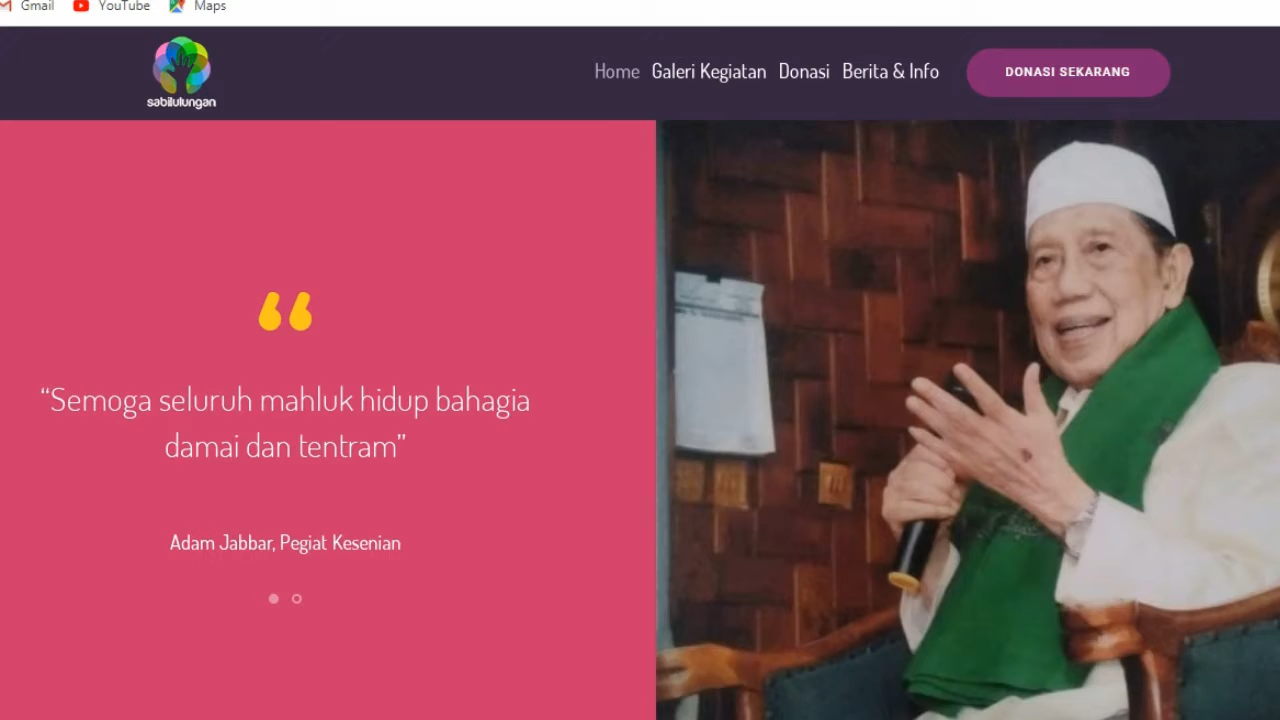 Gmail YouTube Maps
sabilulungan
Home Galeri Kegiatan Donasi Berita & Info DONASI SEKARANG
“Semoga seluruh mahluk hidup bahagia
damai dan tentram”
Adam Jabbar, Pegiat Kesenian